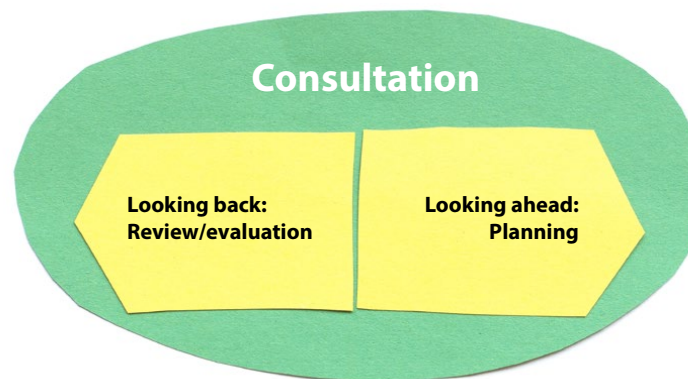 Consultation
Looking back:
Review/evaluation
Looking ahead:
Planning